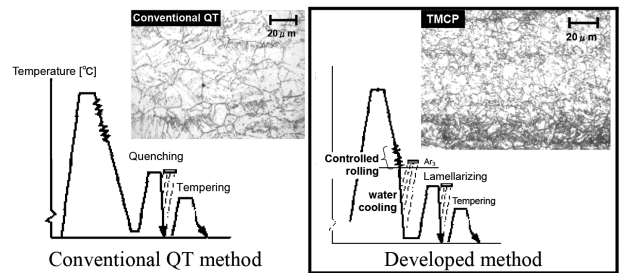 Conventional QT
20 μ m
Temperature [℃]
Quenching
Tempering
Conventional QT method
TMCP
20 μ m
Controlled
rolling
Ar₃
water
cooling
Lamellarizing
Tempering
Developed method